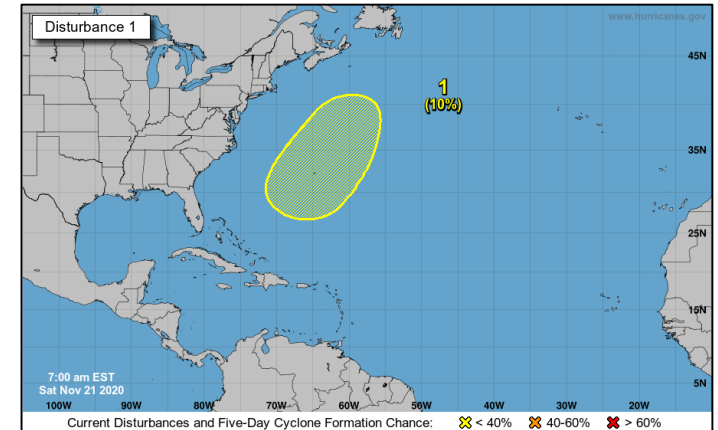 Disturbance 1
www.hurricanes.gov
1
(10%)
45N
35N
25N
15N
5N
7:00 am EST
Sat Nov 21 2020
100W 90W 80W 70W 60W 50W 40W 30W 20W
Current Disturbances and Five-Day Cyclone Formation Chance: < 40% 40-60% > 60%